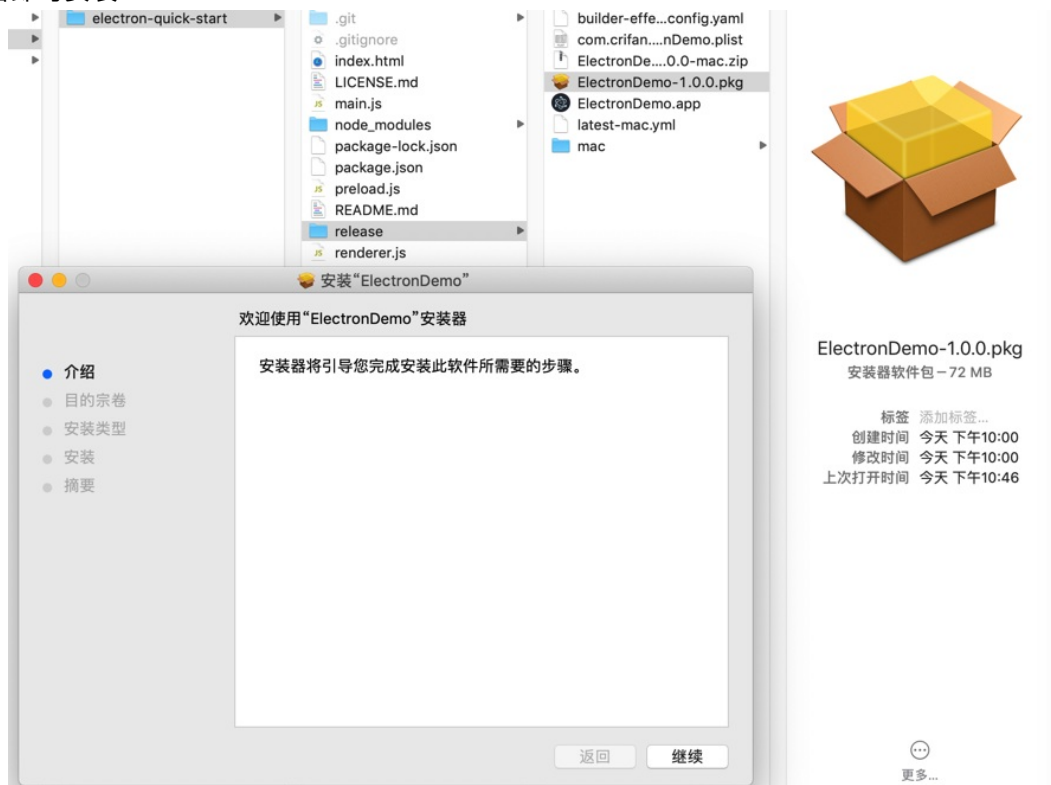 electron-quick-start
.git
.gitignore
index.html
LICENSE.md
main.js
node_modules
package-lock.json
package.json
preload.js
README.md
release
renderer.js
builder-effe...config.yaml
com.crifan....nDemo.plist
ElectronDe....0.0-mac.zip
ElectronDemo-1.0.0.pkg
ElectronDemo.app
latest-mac.yml
mac
安装“ElectronDemo”
欢迎使用“ElectronDemo”安装器
介绍
目的宗卷
安装类型
安装
摘要
安装器将引导您完成安装此软件所需要的步骤。
返回
继续
ElectronDemo-1.0.0.pkg
安装器软件包 – 72 MB
标签 添加标签...
创建时间 今天 下午10:00
修改时间 今天 下午10:00
上次打开时间 今天 下午10:46
更多...